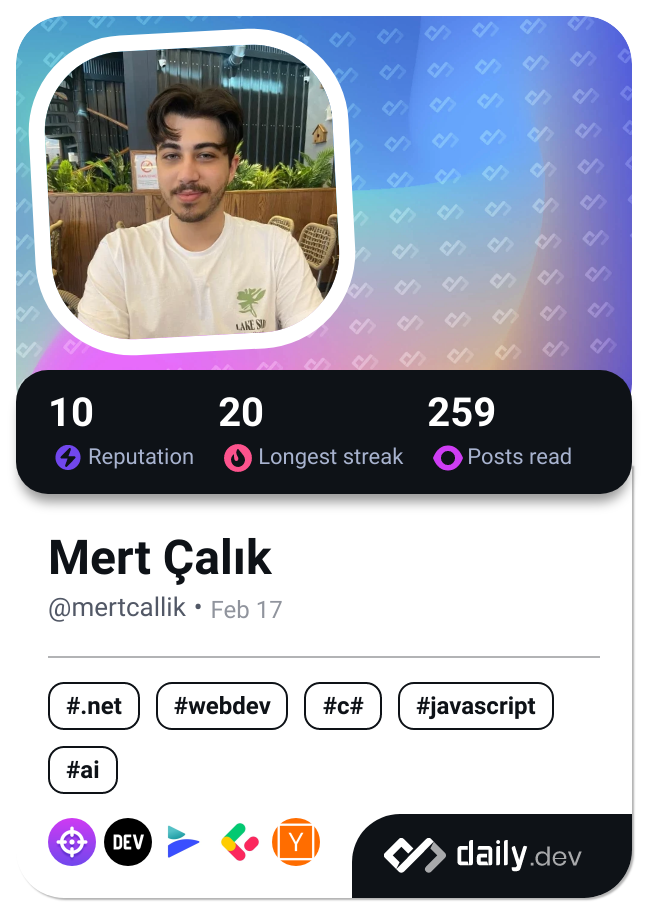 LAKE
10 20 259
Reputation Longest streak Posts read
Mert Çalık
@mertcallik • Feb 17
#.net #webdev #c# #javascript
#ai
DEV Y daily.dev